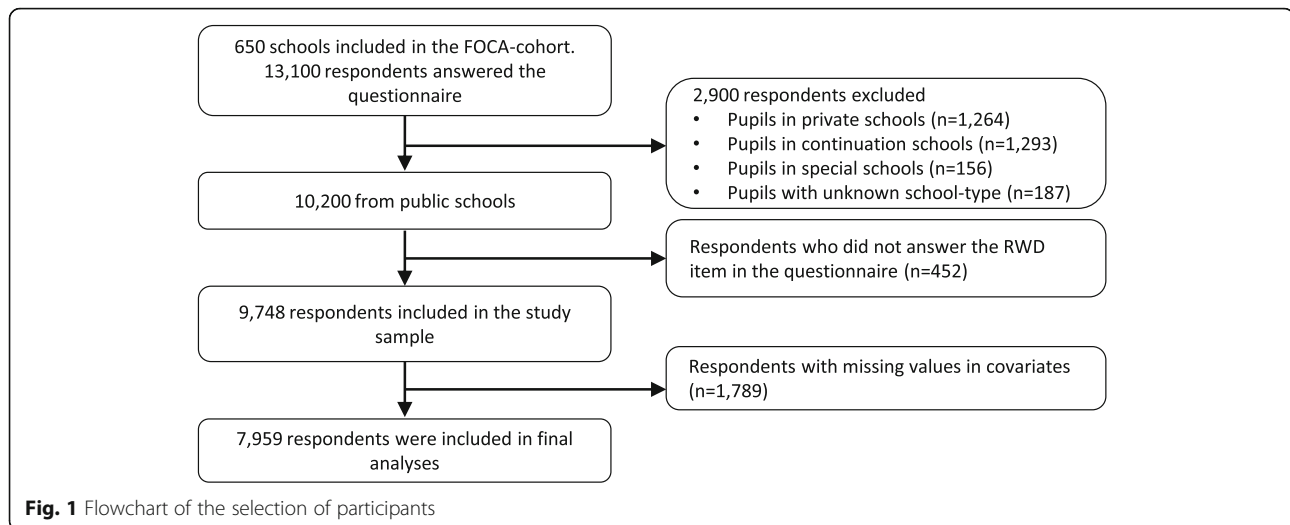 650 schools included in the FOCA-cohort.
13,100 respondents answered the
questionnaire
2,900 respondents excluded
• Pupils in private schools (n=1,264)
• Pupils in continuation schools (n=1,293)
• Pupils in special schools (n=156)
• Pupils with unknown school-type (n=187)
10,200 from public schools
Respondents who did not answer the RWD
item in the questionnaire (n=452)
9,748 respondents included in the study
sample
Respondents with missing values in covariates
(n=1,789)
7,959 respondents were included in final
analyses
Fig. 1 Flowchart of the selection of participants